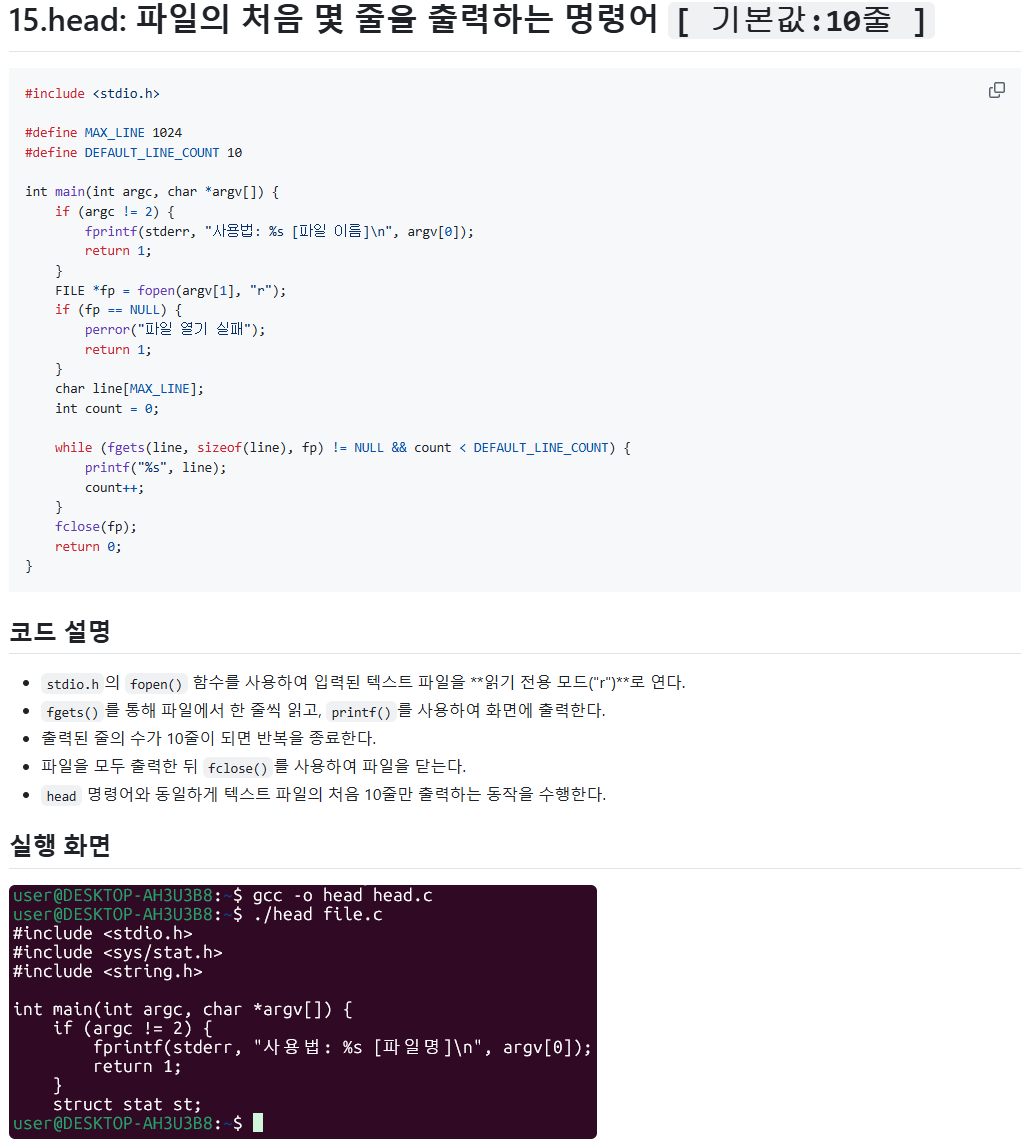 15.head: 파일의 처음 몇 줄을 출력하는 명령어 [ 기본값:10줄 ]
#include <stdio.h>

#define MAX_LINE 1024
#define DEFAULT_LINE_COUNT 10

int main(int argc, char *argv[]) {
    if (argc != 2) {
        fprintf(stderr, "사용법: %s [파일 이름]\n", argv[0]);
        return 1;
    }
    FILE *fp = fopen(argv[1], "r");
    if (fp == NULL) {
        perror("파일 열기 실패");
        return 1;
    }
    char line[MAX_LINE];
    int count = 0;

    while (fgets(line, sizeof(line), fp) != NULL && count < DEFAULT_LINE_COUNT) {
        printf("%s", line);
        count++;
    }
    fclose(fp);
    return 0;
}
코드 설명
• stdio.h의 fopen() 함수를 사용하여 입력된 텍스트 파일을 **읽기 전용 모드("r")**로 연다.
• fgets()를 통해 파일에서 한 줄씩 읽고, printf()를 사용하여 화면에 출력한다.
• 출력된 줄의 수가 10줄이 되면 반복을 종료한다.
• 파일을 모두 출력한 뒤 fclose()를 사용하여 파일을 닫는다.
• head 명령어와 동일하게 텍스트 파일의 처음 10줄만 출력하는 동작을 수행한다.
실행 화면
user@DESKTOP-AH3U3B8:~$ gcc -o head head.c
user@DESKTOP-AH3U3B8:~$ ./head file.c
#include <stdio.h>
#include <sys/stat.h>
#include <string.h>

int main(int argc, char *argv[]) {
    if (argc != 2) {
        fprintf(stderr, "사용법: %s [파일명]\n", argv[0]);
        return 1;
    }
    struct stat st;
user@DESKTOP-AH3U3B8:~$